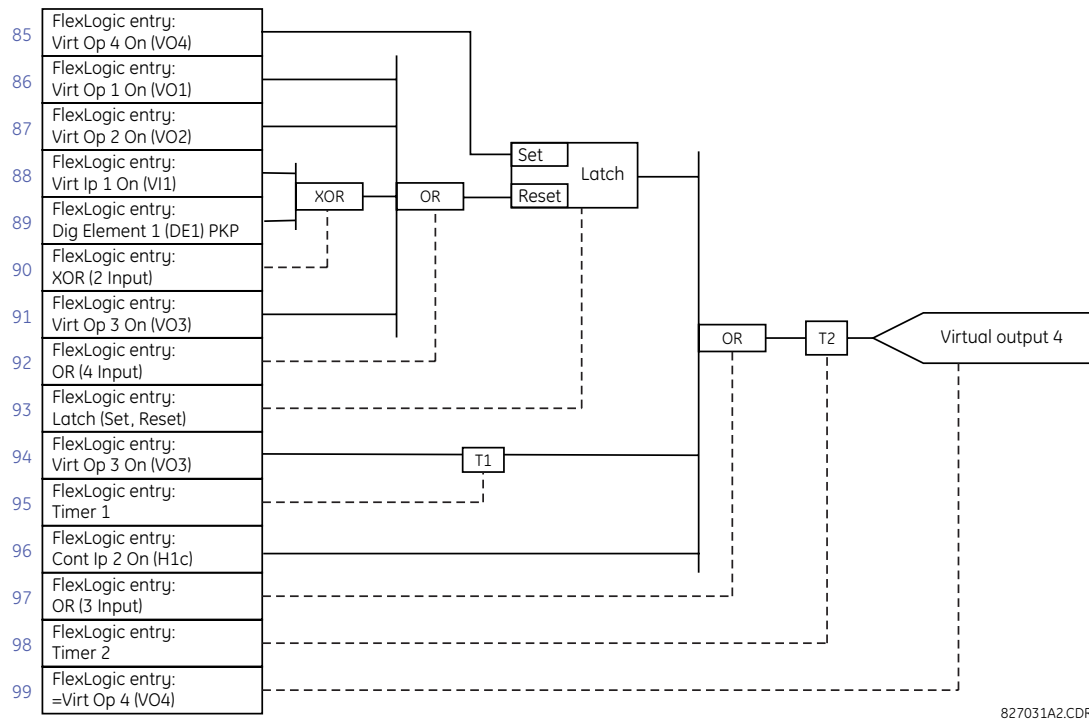 85
FlexLogic entry:
Virt Op 4 On (VO4)
86
FlexLogic entry:
Virt Op 1 On (VO1)
87
FlexLogic entry:
Virt Op 2 On (VO2)
88
FlexLogic entry:
Virt Ip 1 On (VI1)
89
FlexLogic entry:
Dig Element 1 (DE1) PKP
90
FlexLogic entry:
XOR (2 Input)
91
FlexLogic entry:
Virt Op 3 On (VO3)
92
FlexLogic entry:
OR (4 Input)
93
FlexLogic entry:
Latch (Set, Reset)
94
FlexLogic entry:
Virt Op 3 On (VO3)
95
FlexLogic entry:
Timer 1
96
FlexLogic entry:
Cont Ip 2 On (H1c)
97
FlexLogic entry:
OR (3 Input)
98
FlexLogic entry:
Timer 2
99
FlexLogic entry:
=Virt Op 4 (VO4)
XOR
OR
Set
Reset
Latch
T1
OR
T2
Virtual output 4
827031A2.CDR